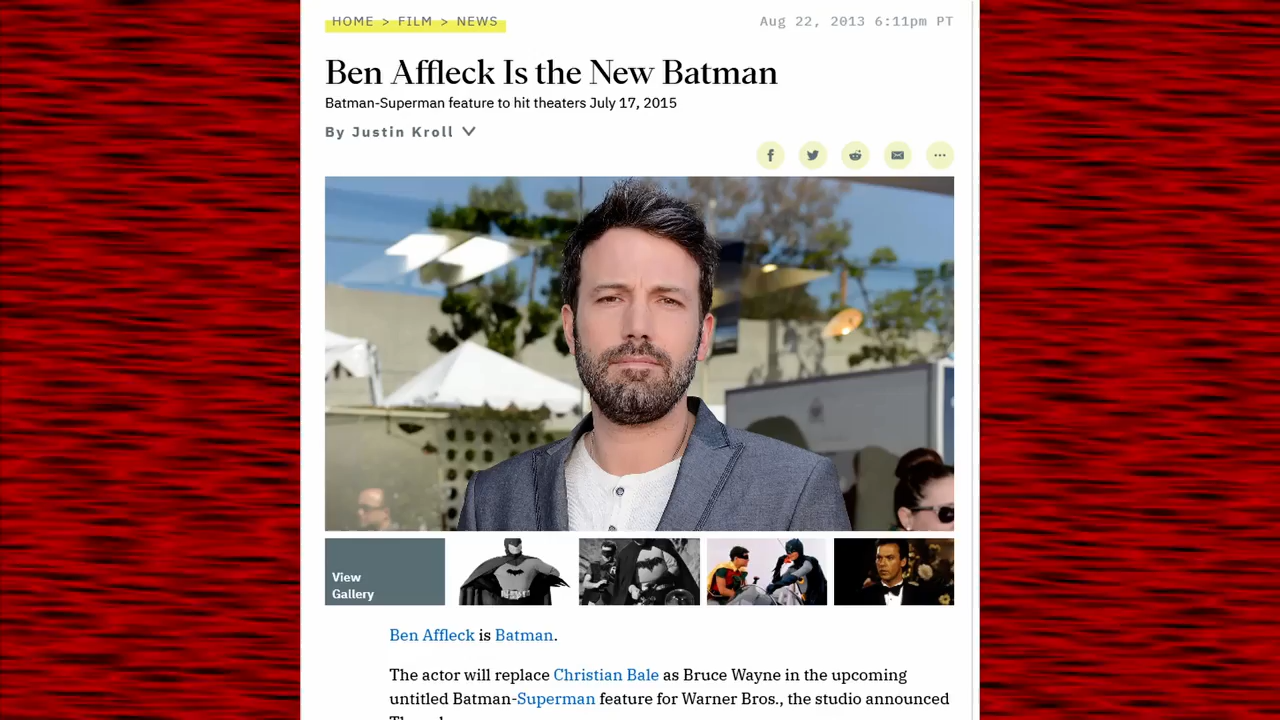 HOME > FILM > NEWS
Aug 22, 2013 6:11pm PT
Ben Affleck Is the New Batman
Batman-Superman feature to hit theaters July 17, 2015
By Justin Kroll
View
Gallery
Ben Affleck is Batman.
The actor will replace Christian Bale as Bruce Wayne in the upcoming
untitled Batman-Superman feature for Warner Bros., the studio announced